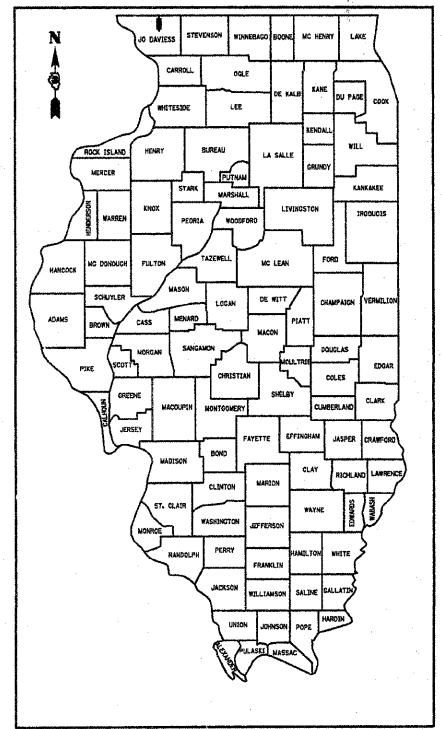 N
JO DAVIESS
STEVENSON
WINNEBAGO
BOONE
MC HENRY
LAKE
CARROLL
OGLE
DE KALB
KANE
DU PAGE
COOK
WHITESIDE
LEE
KENDALL
WILL
ROCK ISLAND
HENRY
BUREAU
LA SALLE
GRUNDY
MERCER
PUTNAM
KANKAKEE
STARK
MARSHALL
HENDERSON
WARREN
KNOX
PEORIA
WOODFORD
LIVINGSTON
IROQUCIS
HANCOCK
MC DONOUGH
FULTON
TAZEWELL
MC LEAN
FORD
MASON
SCHUYLER
LOGAN
DE WITT
CHAMPAIGN
VERMILION
ADAMS
BROWN
CASS
MENARD
MACON
PIATT
MORGAN
SANGAMON
DOUGLAS
PIKE
SCOTT
CHRISTIAN
MOULTRIE
COLES
EDGAR
CALHOUN
GREENE
MACOUPIN
MONTGOMERY
SHELBY
CUMBERLAND
CLARK
JERSEY
FAYETTE
EFFINGHAM
JASPER
CRAWFORD
MADISON
BOND
CLAY
RICHLAND
LAWRENCE
CLINTON
MARION
ST. CLAIR
WAYNE
EDWARDS
WABASH
MONROE
WASHINGTON
JEFFERSON
RANDOLPH
PERRY
HAMILTON
WHITE
FRANKLIN
JACKSON
WILLIAMSON
SALINE
GALLATIN
UNION
JOHNSON
POPE
HARDIN
ALEXANDER
PULASKI
MASSAC